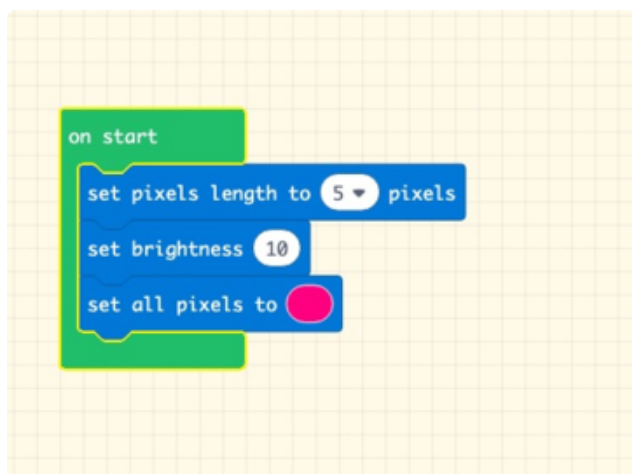 on start
set pixels length to 5 pixels
set brightness 10
set all pixels to